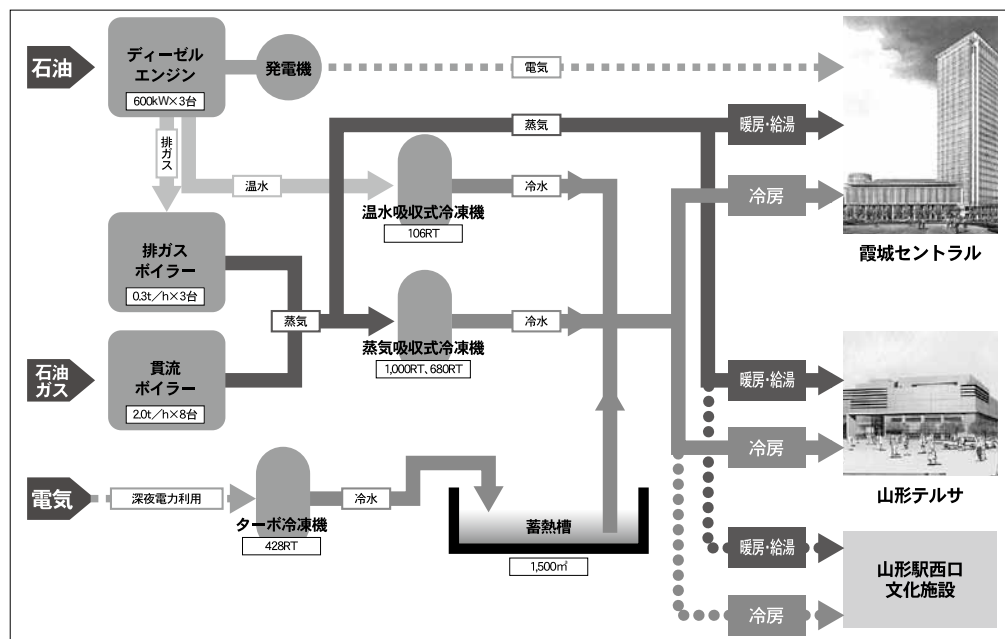 石油
ディーゼル
エンジン
600kW×3台
発電機
電気
排ガス
温水
蒸気
暖房・給湯
冷水
温水吸収式冷凍機
106RT
冷房
霞城セントラル
排ガス
ボイラー
0.3t/h×3台
蒸気
冷水
蒸気吸収式冷凍機
1,000RT、680RT
石油
ガス
貫流
ボイラー
2.0t/h×8台
暖房・給湯
冷房
山形テルサ
電気
深夜電力利用
ターボ冷凍機
428RT
冷水
蓄熱槽
1,500㎥
暖房・給湯
冷房
山形駅西口
文化施設